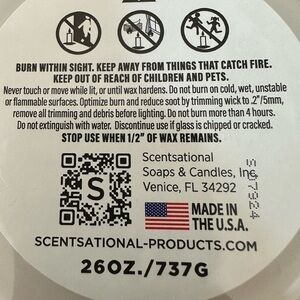 BURN WITHIN SIGHT. KEEP AWAY FROM THINGS THAT CATCH FIRE.
KEEP OUT OF REACH OF CHILDREN AND PETS.
Never touch or move while lit, or until wax hardens. Do not burn on cold, wet, unstable
or flammable surfaces. Optimize burn and reduce soot by trimming wick to .2"/5mm,
remove all trimming and debris before lighting. Do not burn more than 4 hours.
Do not extinguish with water. Discontinue use if glass is chipped or cracked.
STOP USE WHEN 1/2" OF WAX REMAINS.
S
Scentsational
Soaps & Candles, Inc
Venice, FL 34292
MADE IN
THE U.S.A.
SCENTSATIONAL-PRODUCTS.COM
26OZ./737G